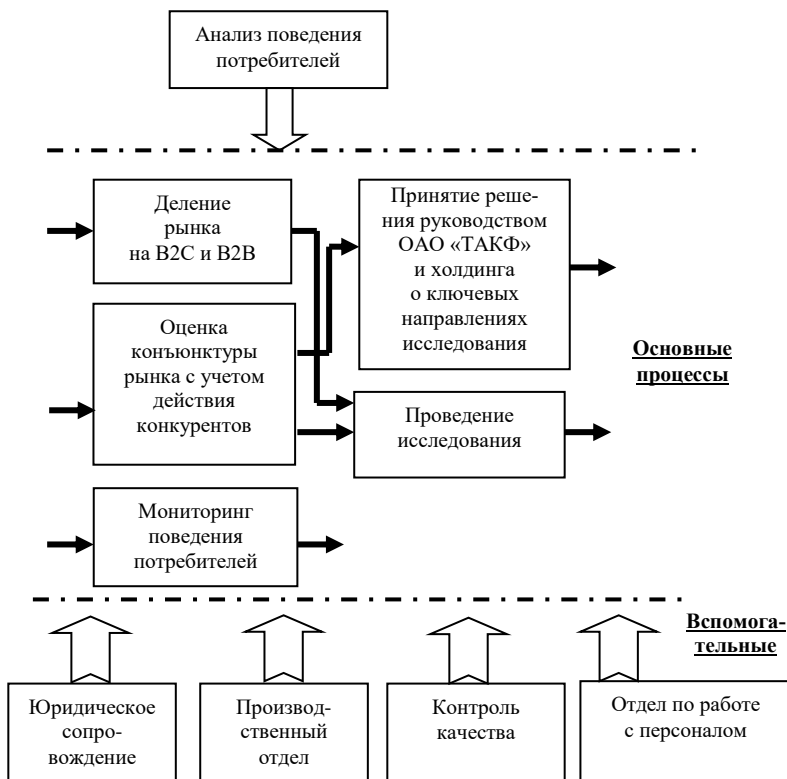 Анализ поведения
потребителей
Деление
рынка
на B2C и B2B
Принятие реше-
ния руководством
ОАО «ТАКФ»
и холдинга
о ключевых
направлениях
исследования
Оценка
конъюнктуры
рынка с учетом
действия
конкурентов
Основные
процессы
Проведение
исследования
Мониторинг
поведения
потребителей
Вспомога-
тельные
Юридическое
сопро-
вождение
Производ-
ственный
отдел
Контроль
качества
Отдел по работе
с персоналом